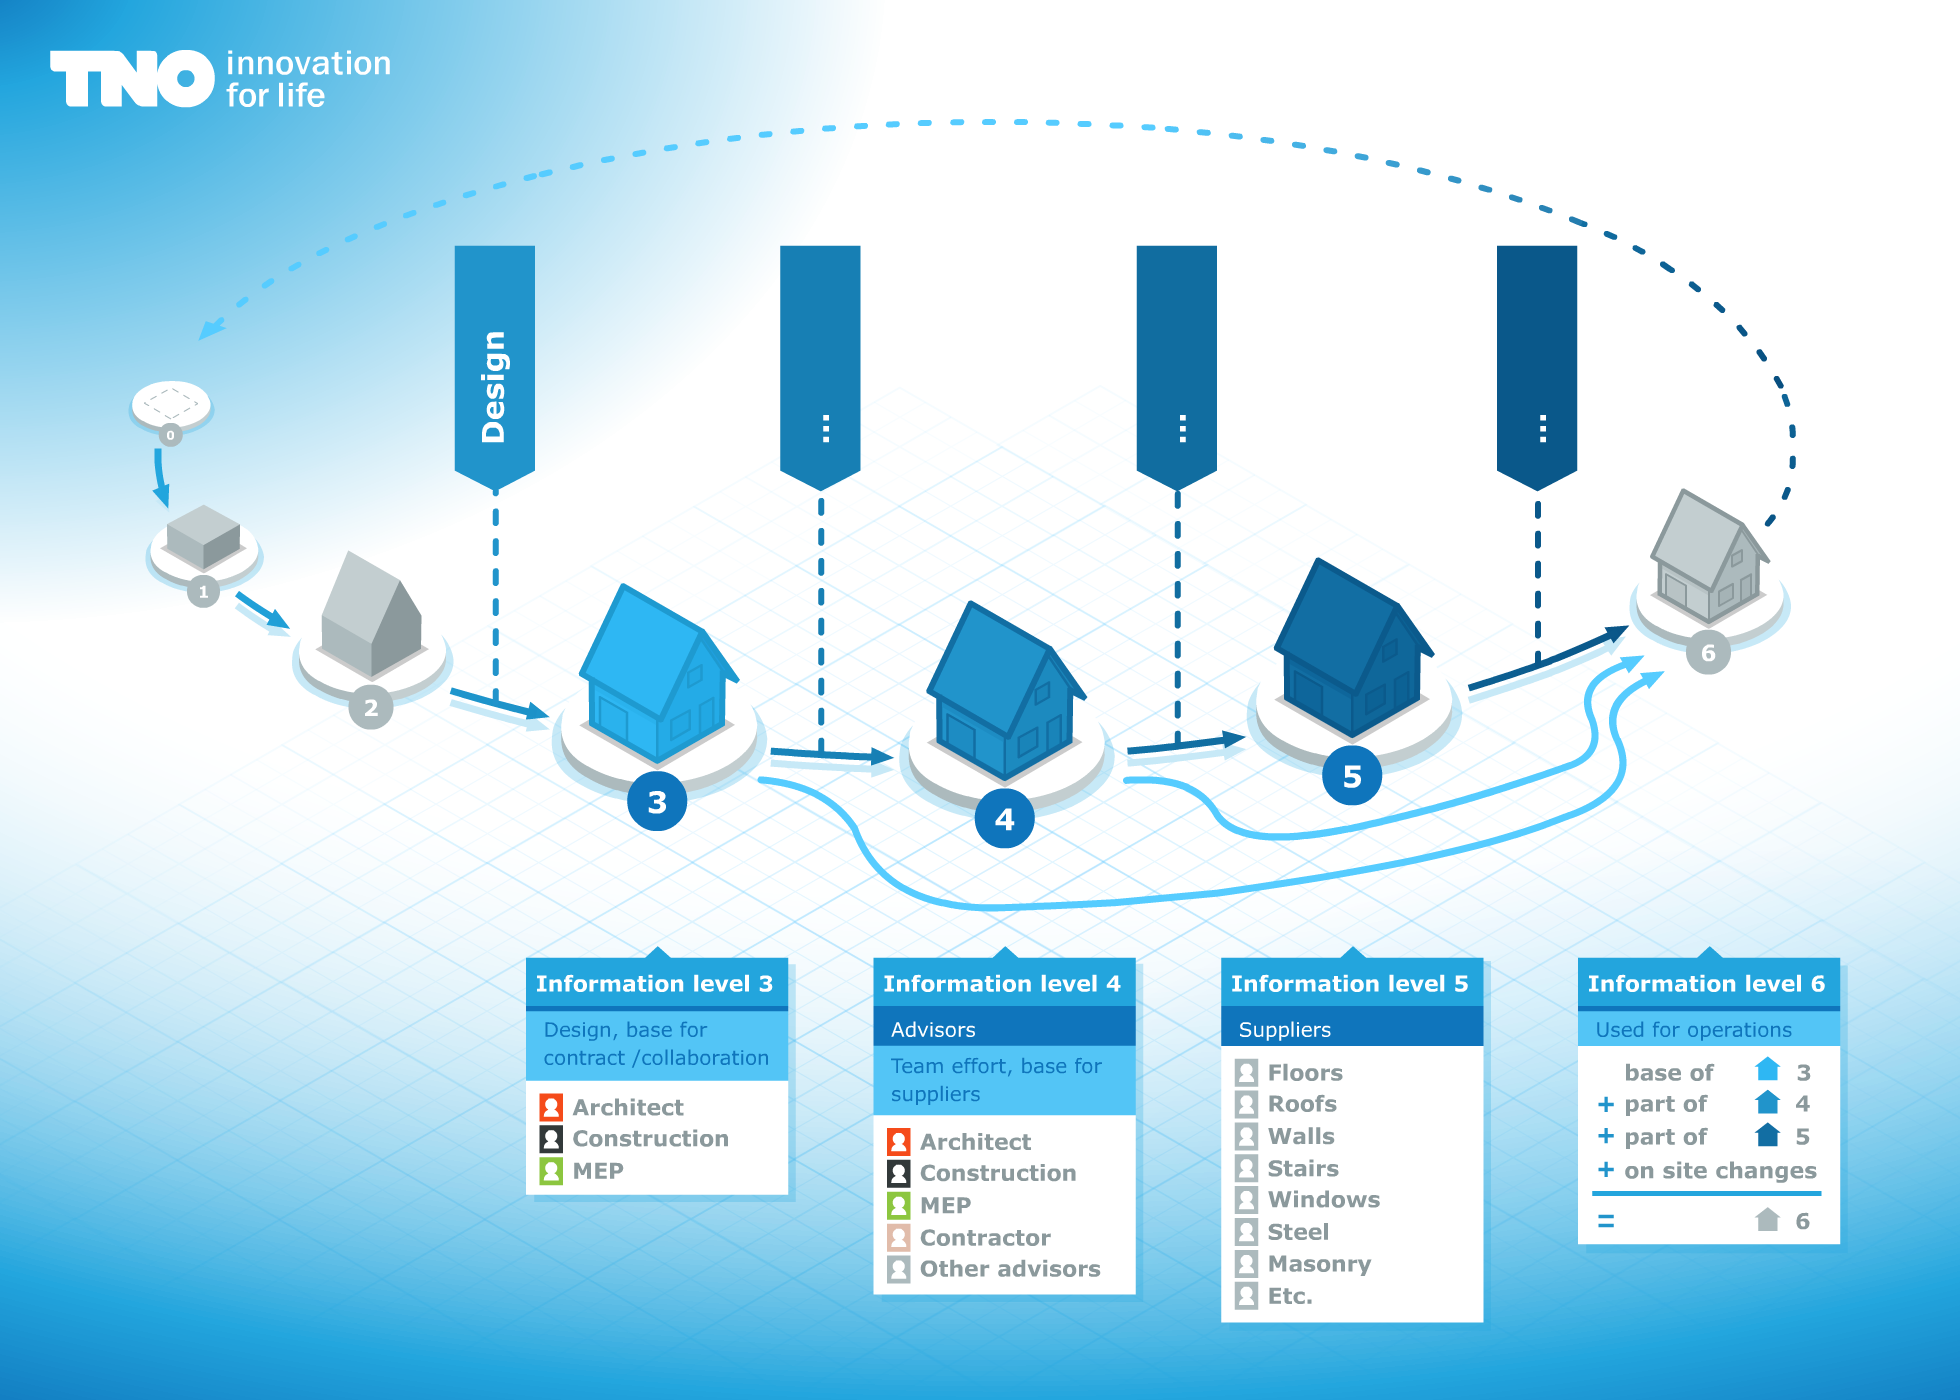 TNO innovation
for life
Design
...
...
...
0
1
2
3
4
5
6
Information level 3
Design, base for
contract /collaboration
Architect
Construction
MEP
Information level 4
Advisors
Team effort, base for
suppliers
Architect
Construction
MEP
Contractor
Other advisors
Information level 5
Suppliers
Floors
Roofs
Walls
Stairs
Windows
Steel
Masonry
Etc.
Information level 6
Used for operations
base of 3
+ part of 4
+ part of 5
+ on site changes
= 6